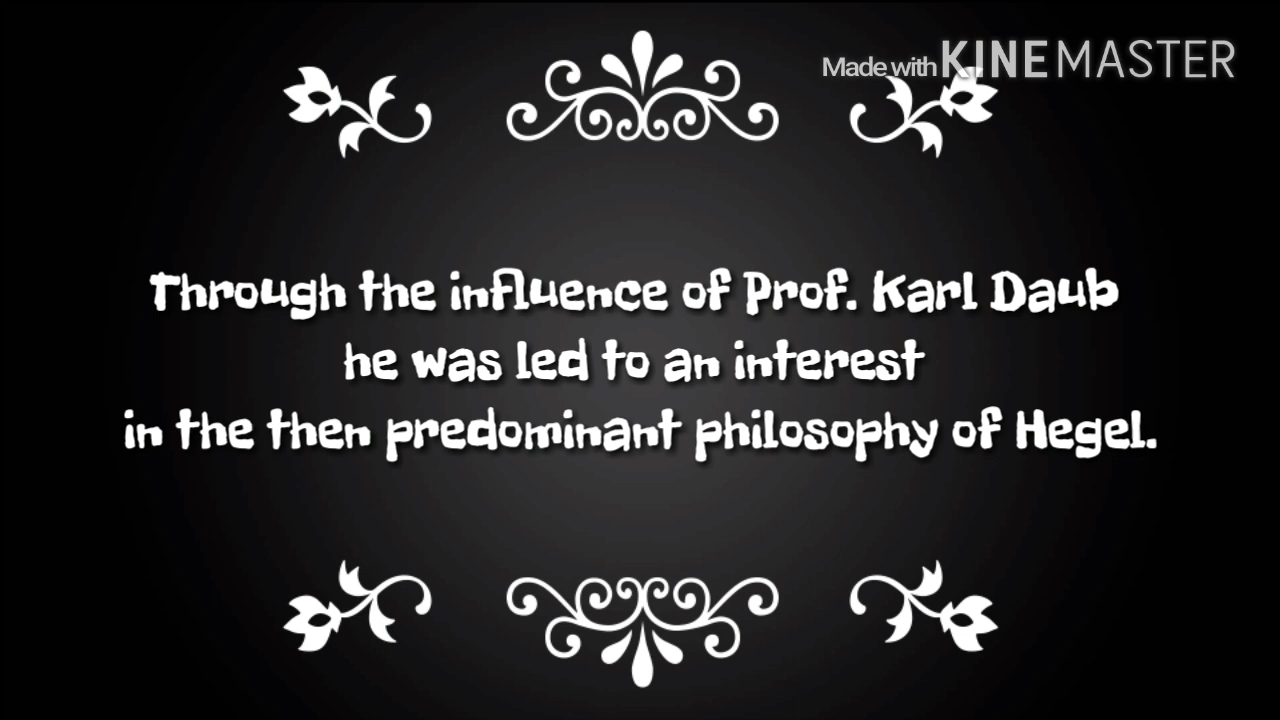 Made with KINEMASTER
Through the influence of Prof. Karl Daub
he was led to an interest
in the then predominant philosophy of Hegel.